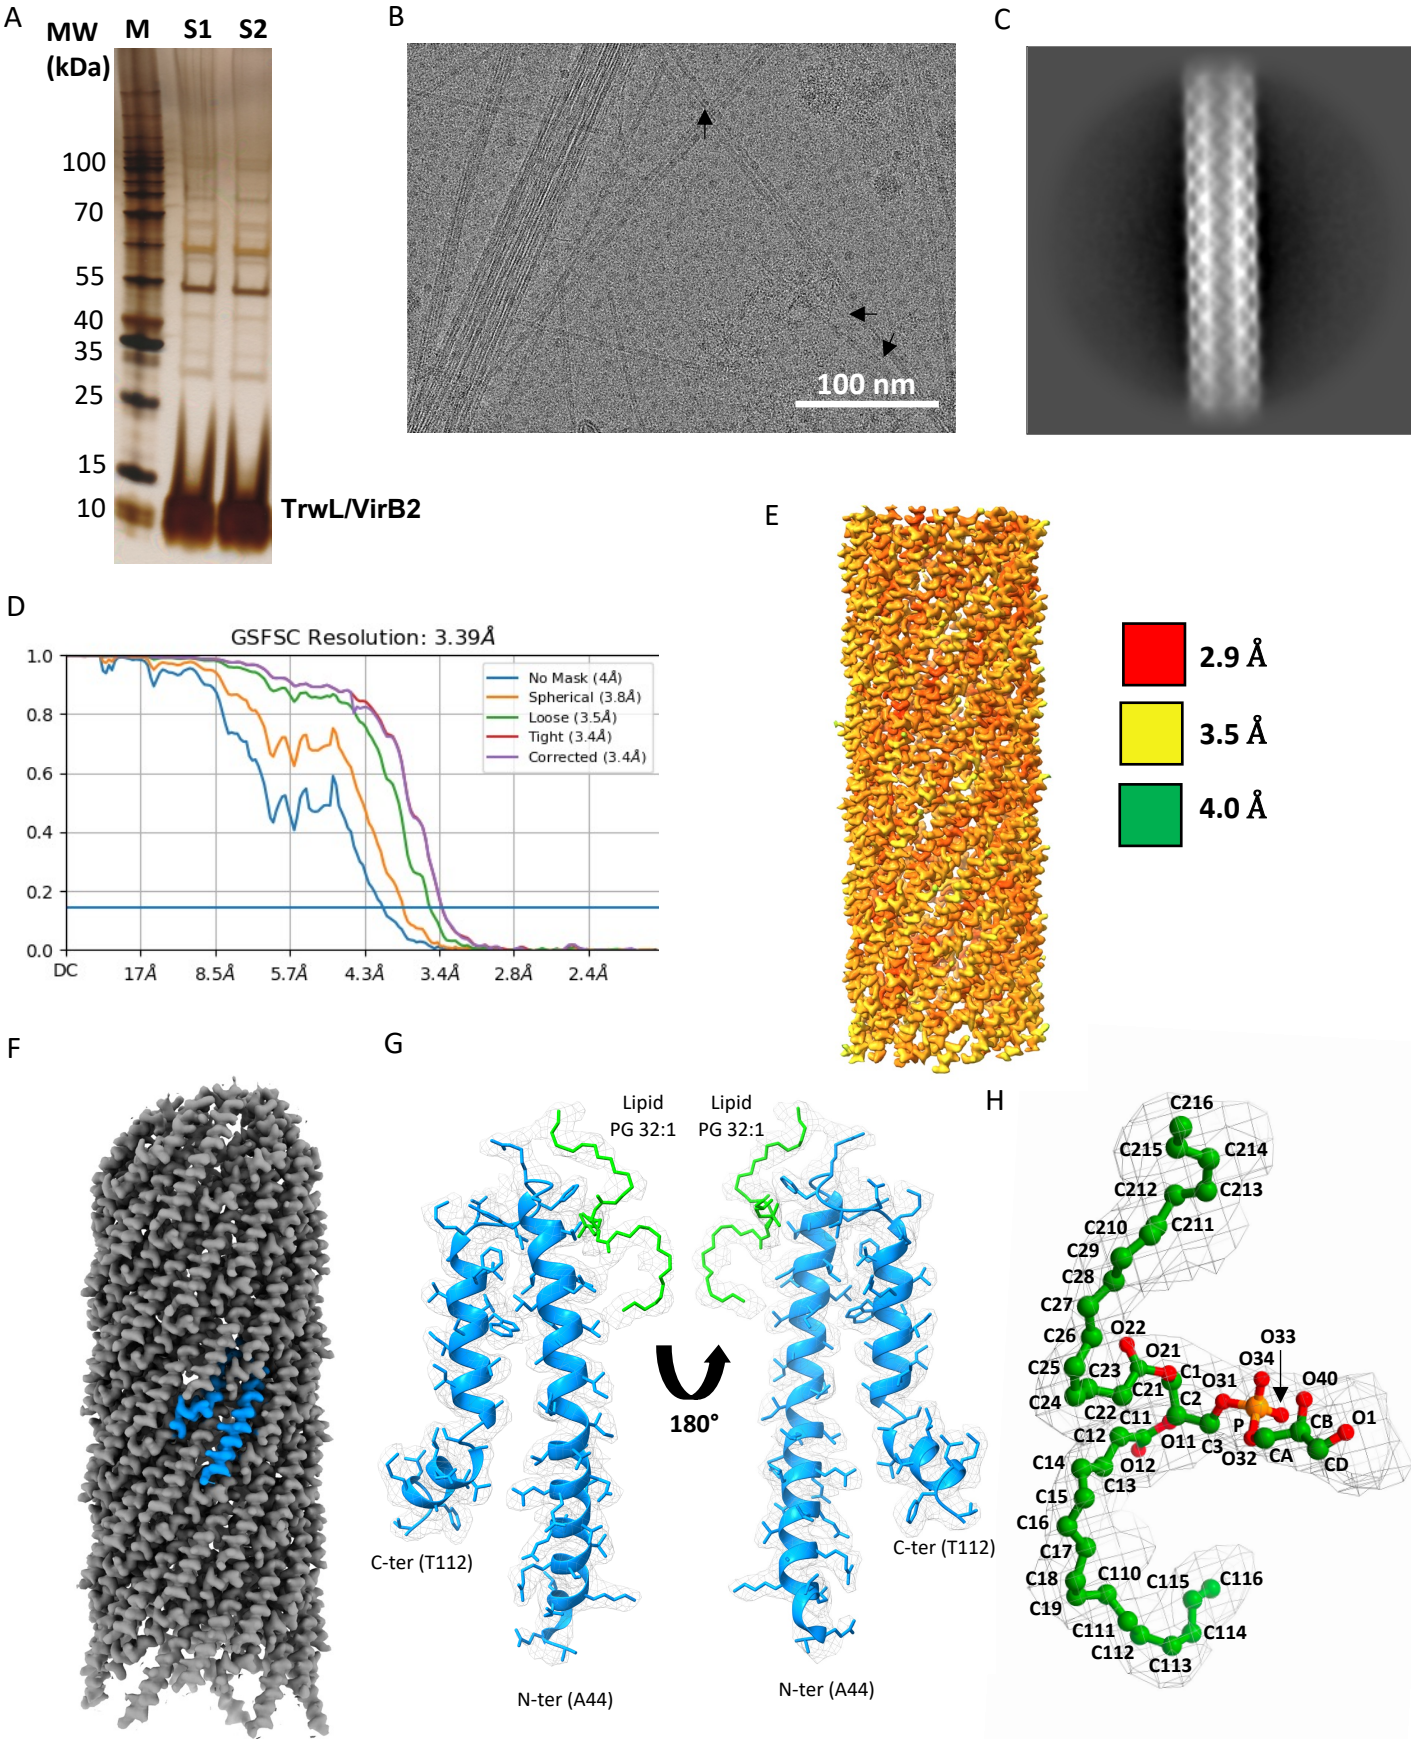 A
MW
(kDa)
M S1 S2
100
70
55
40
35
25
15
10
TrwL/VirB2
B
100 nm
C
D
GSFSC Resolution: 3.39Å
1.0
0.8
0.6
0.4
0.2
0.0
No Mask (4Å)
Spherical (3.8Å)
Loose (3.5Å)
Tight (3.4Å)
Corrected (3.4Å)
DC 17Å 8.5Å 5.7Å 4.3Å 3.4Å 2.8Å 2.4Å
E
2.9 Å
3.5 Å
4.0 Å
F
G
Lipid
PG 32:1
Lipid
PG 32:1
180°
C-ter (T112)
N-ter (A44)
C-ter (T112)
N-ter (A44)
H
C216
C215 C214
C212 C213
C210 C211
C29
C28
C27
C26 O22
O21 O33
C25 C23 C1 O31 O34 O40
C24 C21 C2
C22 C11 CB O1
C12 P
O11 C3 O32 CA CD
C14 O12
C13
C15
C16
C17
C18 C110 C115 C116
C19
C111 C114
C112 C113